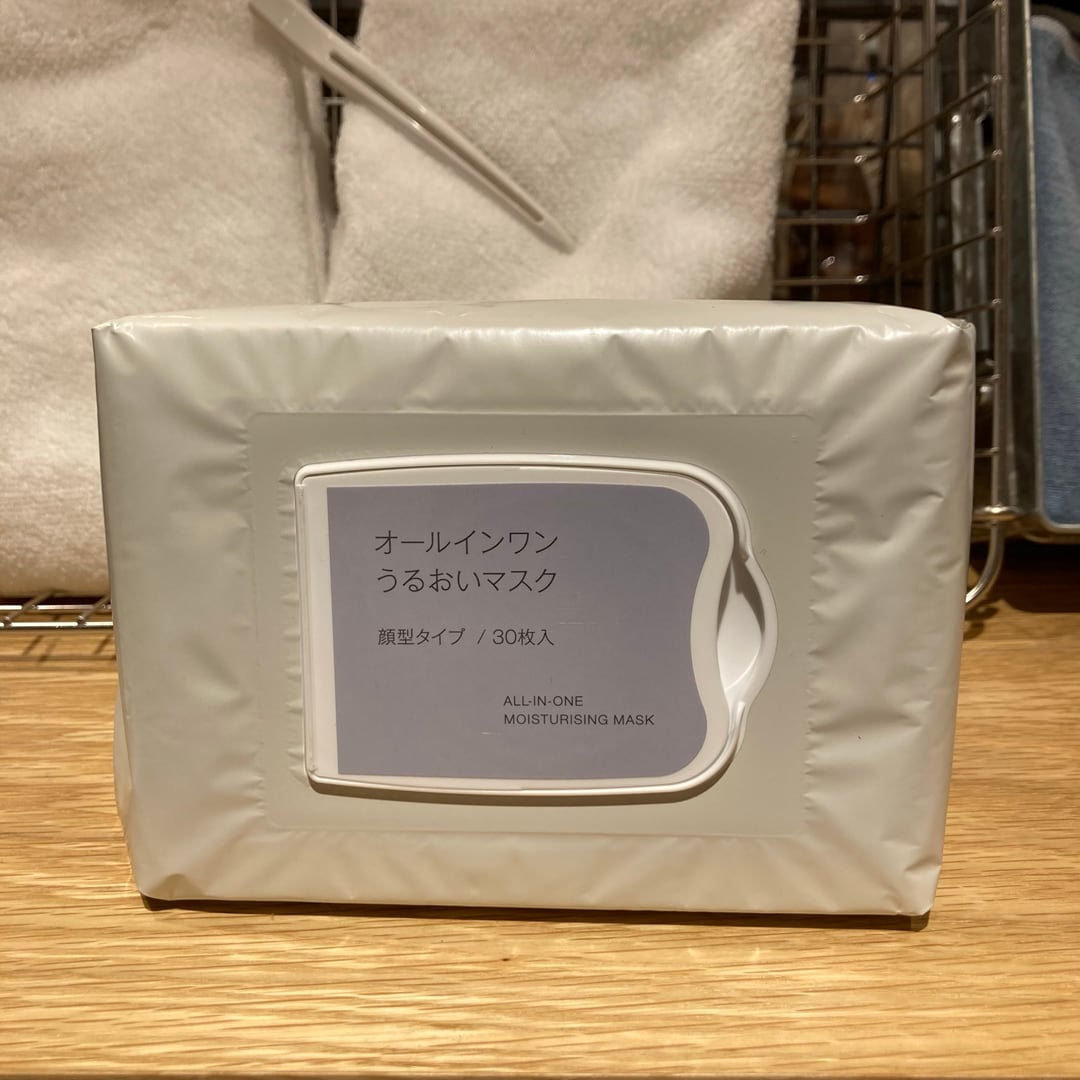 オールインワン
うるおいマスク
顔型タイプ / 30枚入
ALL-IN-ONE
MOISTURISING MASK